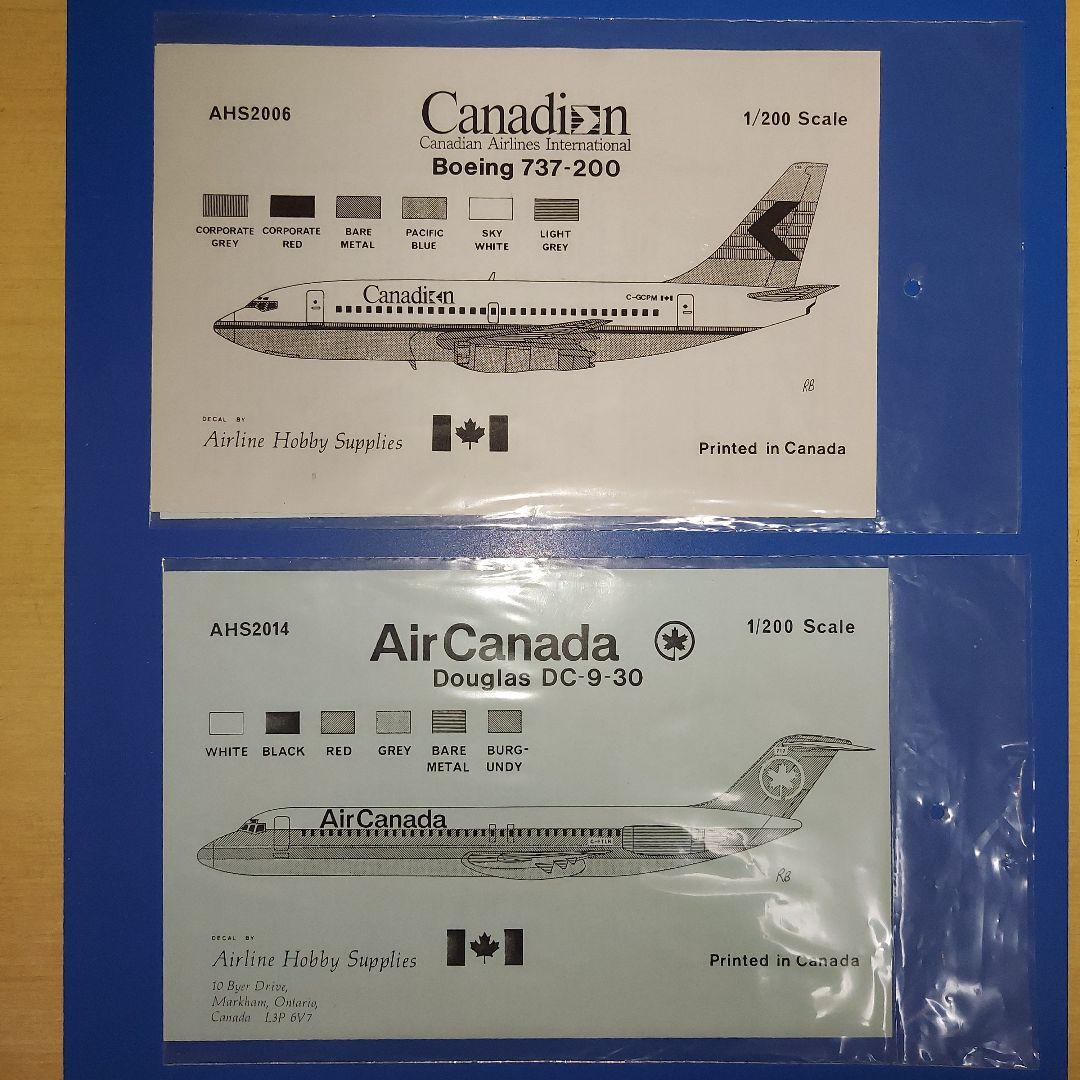 AHS2006
Canadian
1/200 Scale
Canadian Airlines International
Boeing 737-200
CORPORATE GREY
CORPORATE RED
BARE METAL
PACIFIC BLUE
SKY WHITE
LIGHT GREY
Canadian
C-GCPM
RB
DECAL BY
Airline Hobby Supplies
Printed in Canada
AHS2014
Air Canada
1/200 Scale
Douglas DC-9-30
WHITE
BLACK
RED
GREY
BARE METAL
BURG-
UNDY
Air Canada
RB
DECAL BY
Airline Hobby Supplies
Printed in Canada
10 Byer Drive,
Markham, Ontario,
Canada L3P 6V7